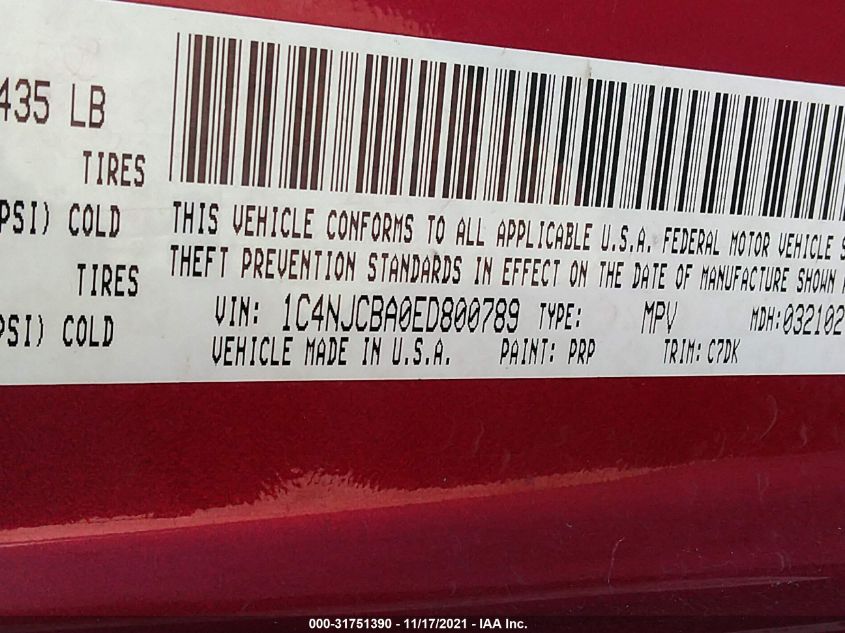 435 LB
TIRES
PSI) COLD
TIRES
PSI) COLD
THIS VEHICLE CONFORMS TO ALL APPLICABLE U.S.A. FEDERAL MOTOR VEHICLE S
THEFT PREVENTION STANDARDS IN EFFECT ON THE DATE OF MANUFACTURE SHOWN
VIN: 1C4NJCBA0ED800789 TYPE: MPV MDH:032102
VEHICLE MADE IN U.S.A. PAINT: PRP TRIM: C7DK
000-31751390 - 11/17/2021 - IAA Inc.